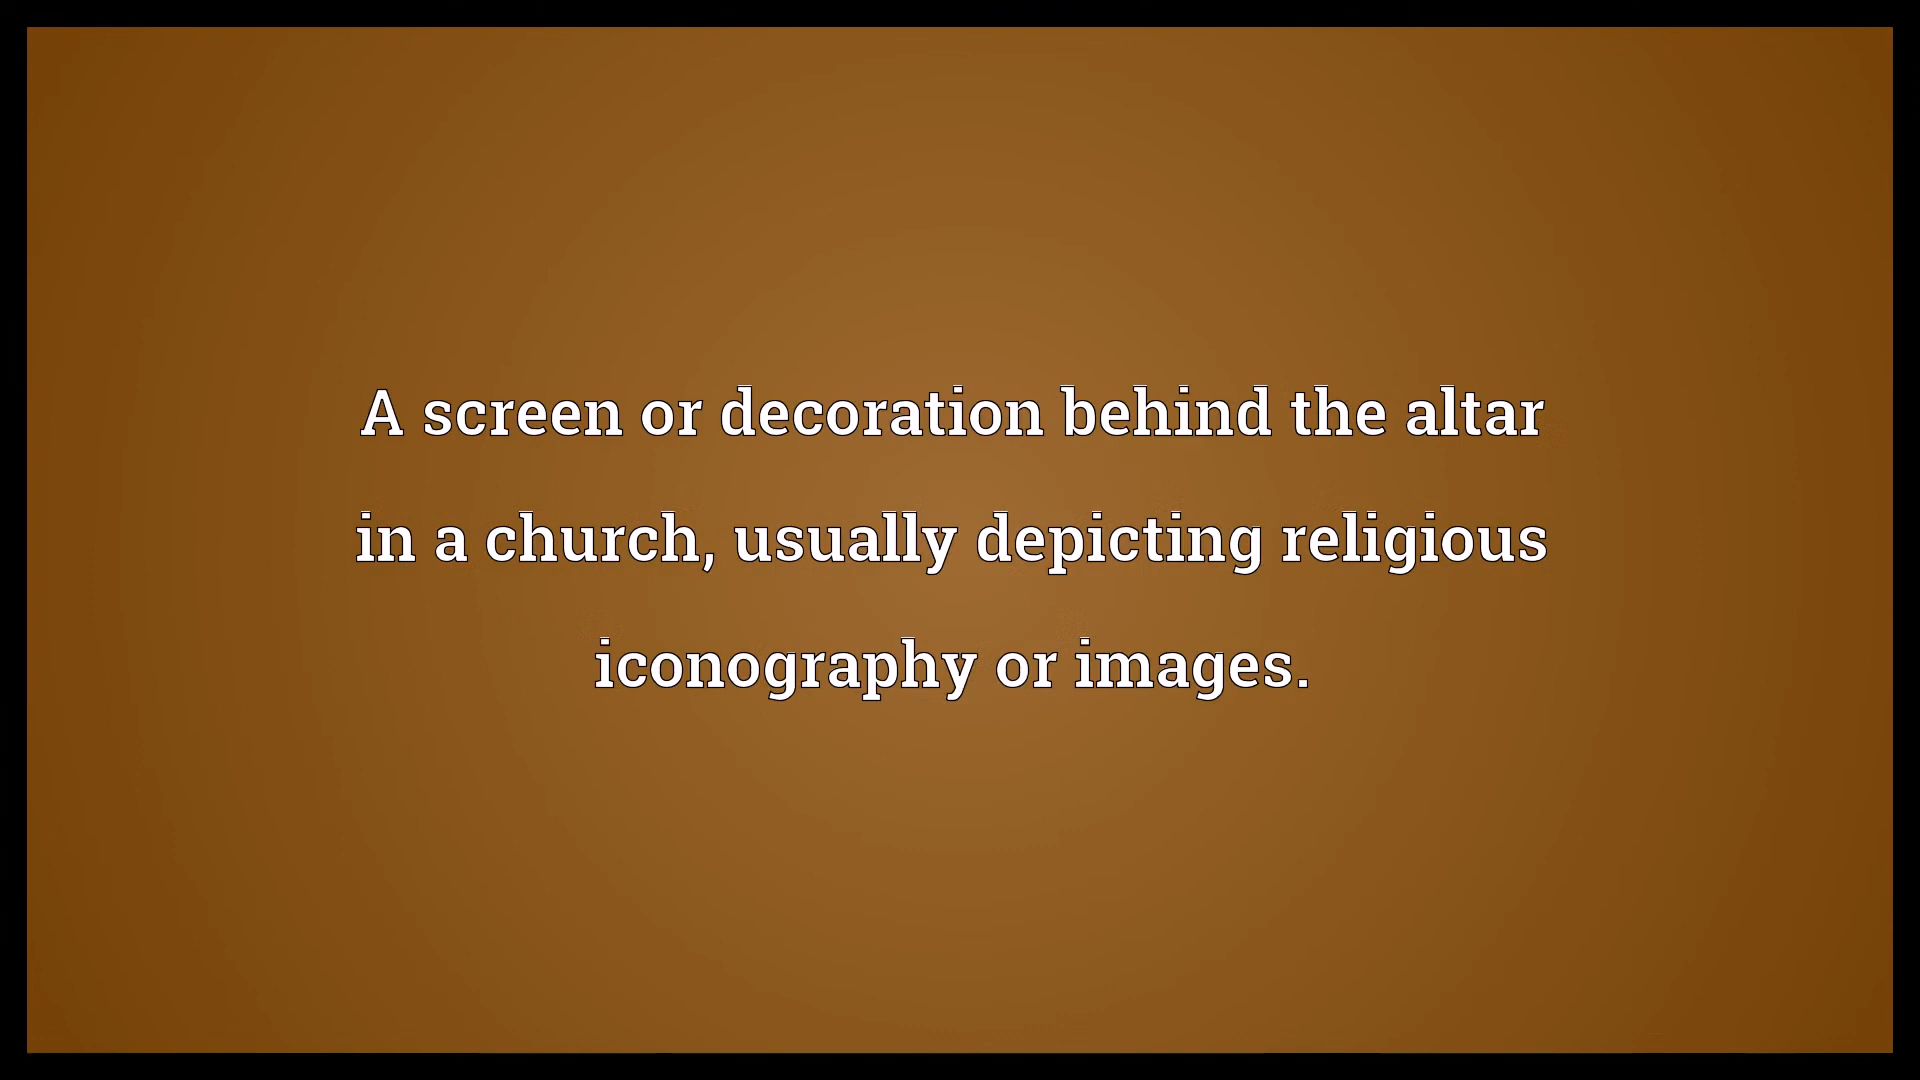 A screen or decoration behind the altar
in a church, usually depicting religious
iconography or images.